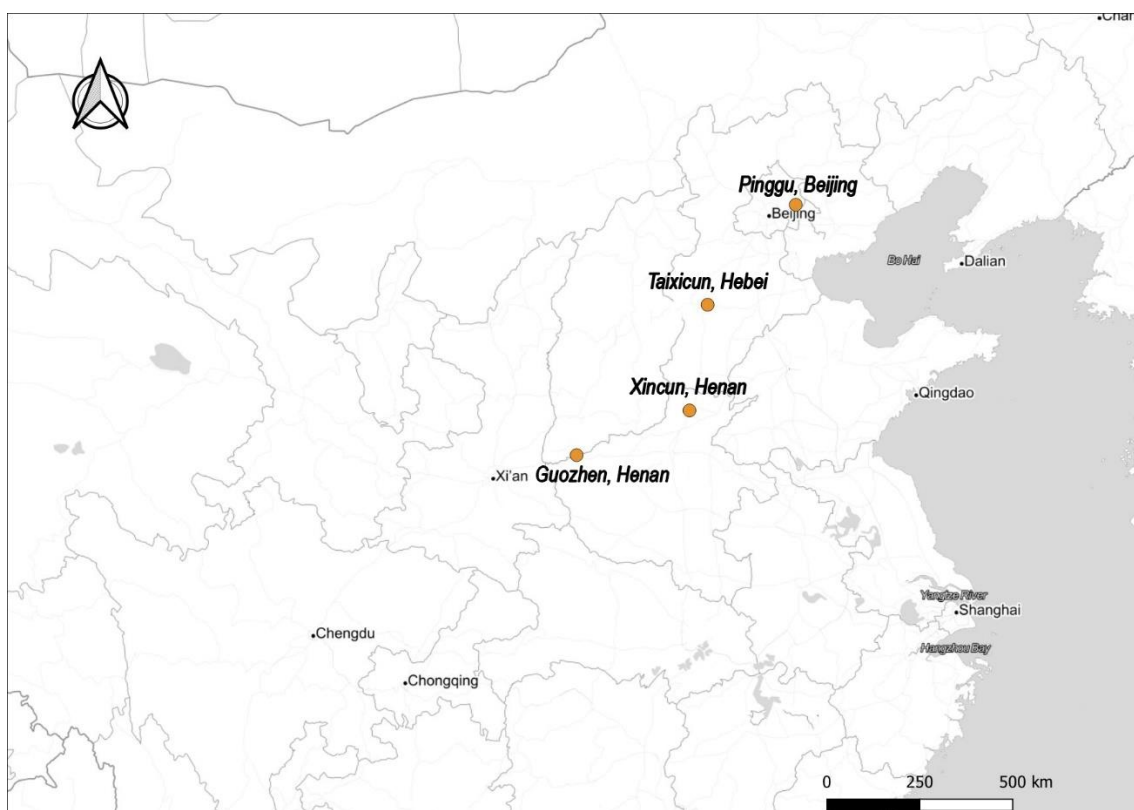 Chan
Pinggu, Beijing
Beijing
Bo Hai
Dalian
Taixicun, Hebei
Xincun, Henan
Qingdao
Xi'an
Guozhen, Henan
Yangtze River
Shanghai
Chengdu
Hangzhou Bay
Chongqing
0 250 500 km